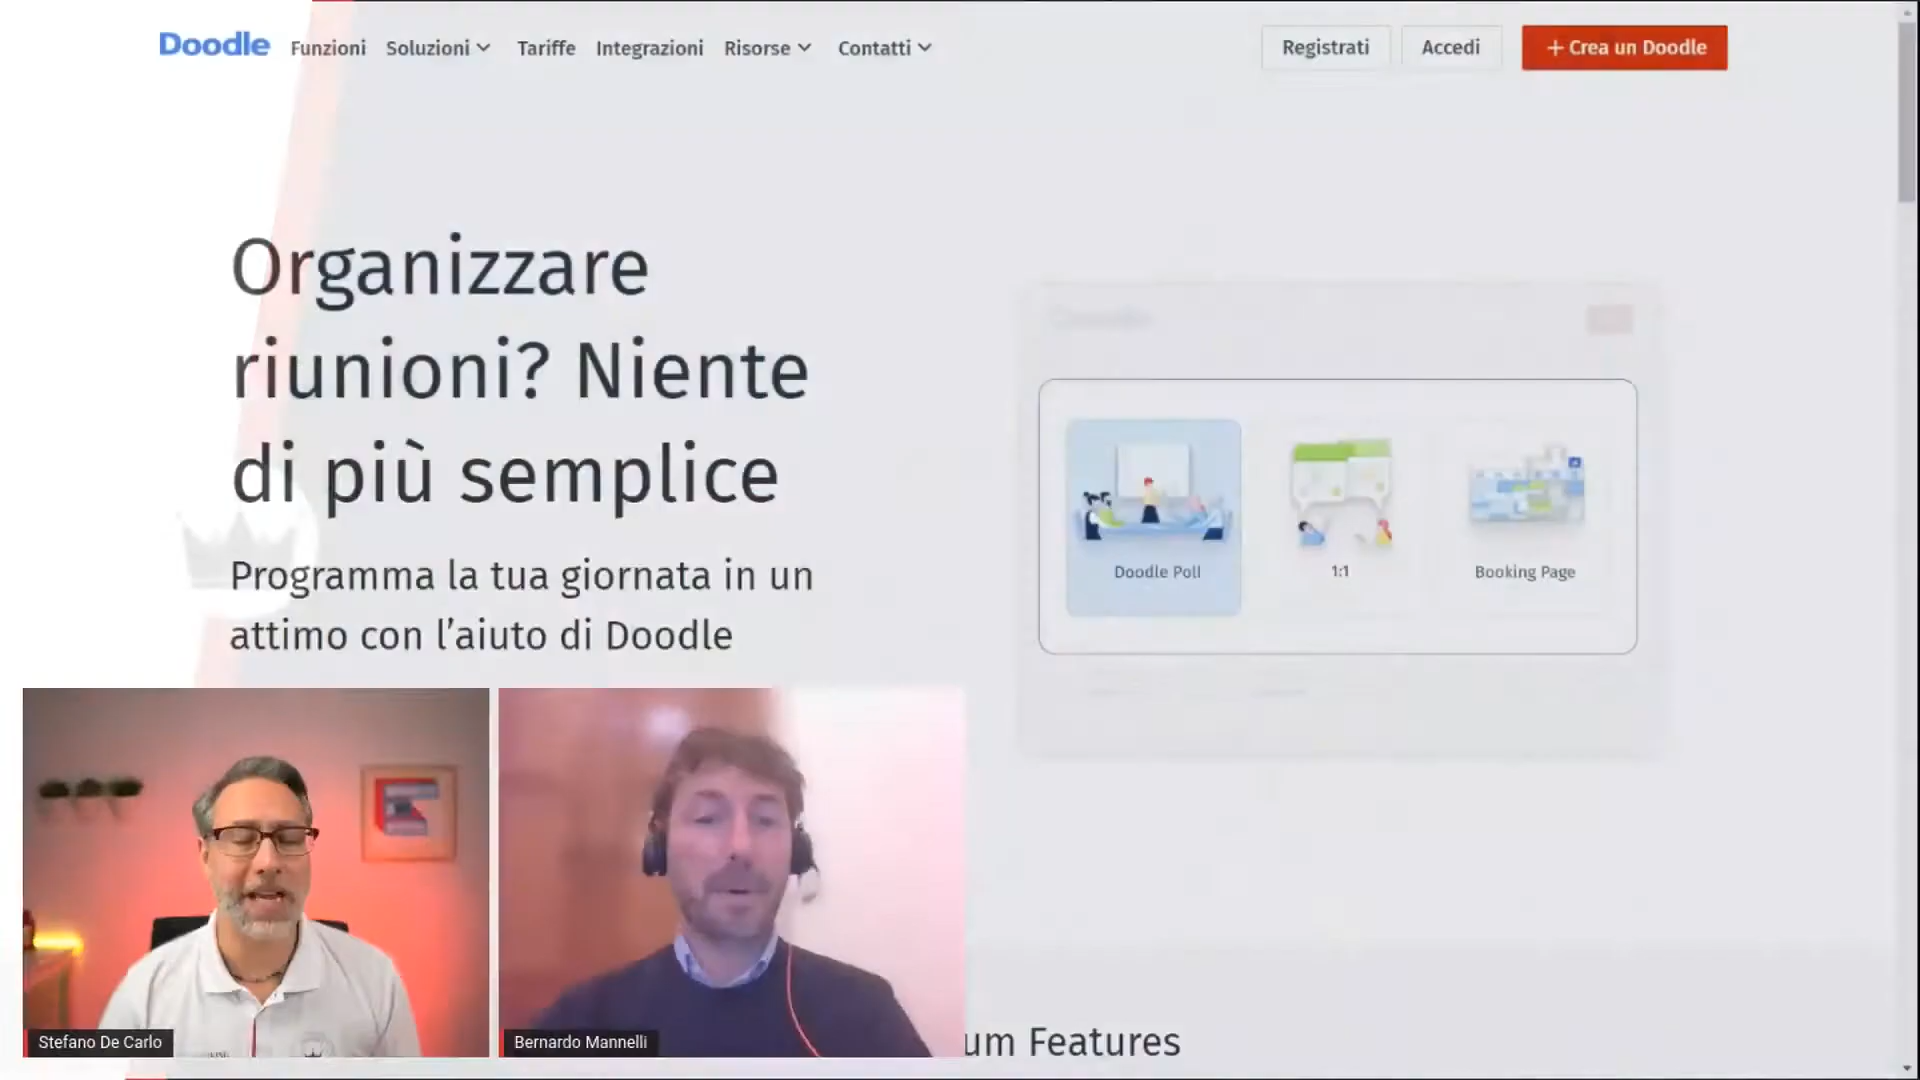 Doodle Funzioni Soluzioni Tariffe Integrazioni Risorse Contatti Registrati Accedi + Crea un Doodle
Organizzare
riunioni? Niente
di più semplice
Programma la tua giornata in un
attimo con l’aiuto di Doodle
Doodle Poll
1:1
Booking Page
Stefano De Carlo
Bernardo Mannelli
um Features